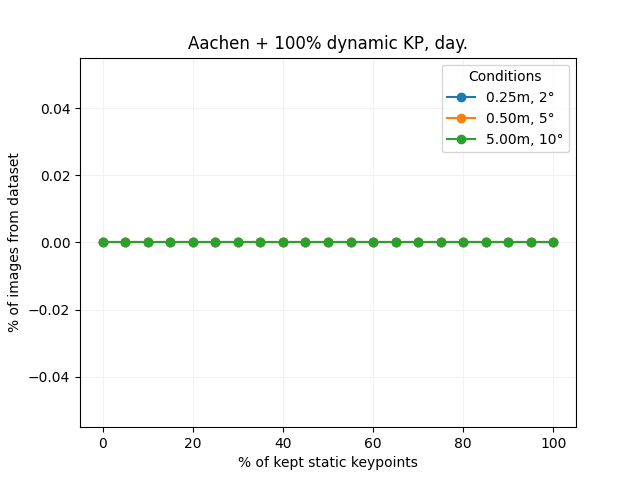 Aachen + 100% dynamic KP, day.
Conditions
0.25m, 2°
0.50m, 5°
5.00m, 10°
0.04
0.02
0.00
−0.02
−0.04
% of images from dataset
0 20 40 60 80 100
% of kept static keypoints